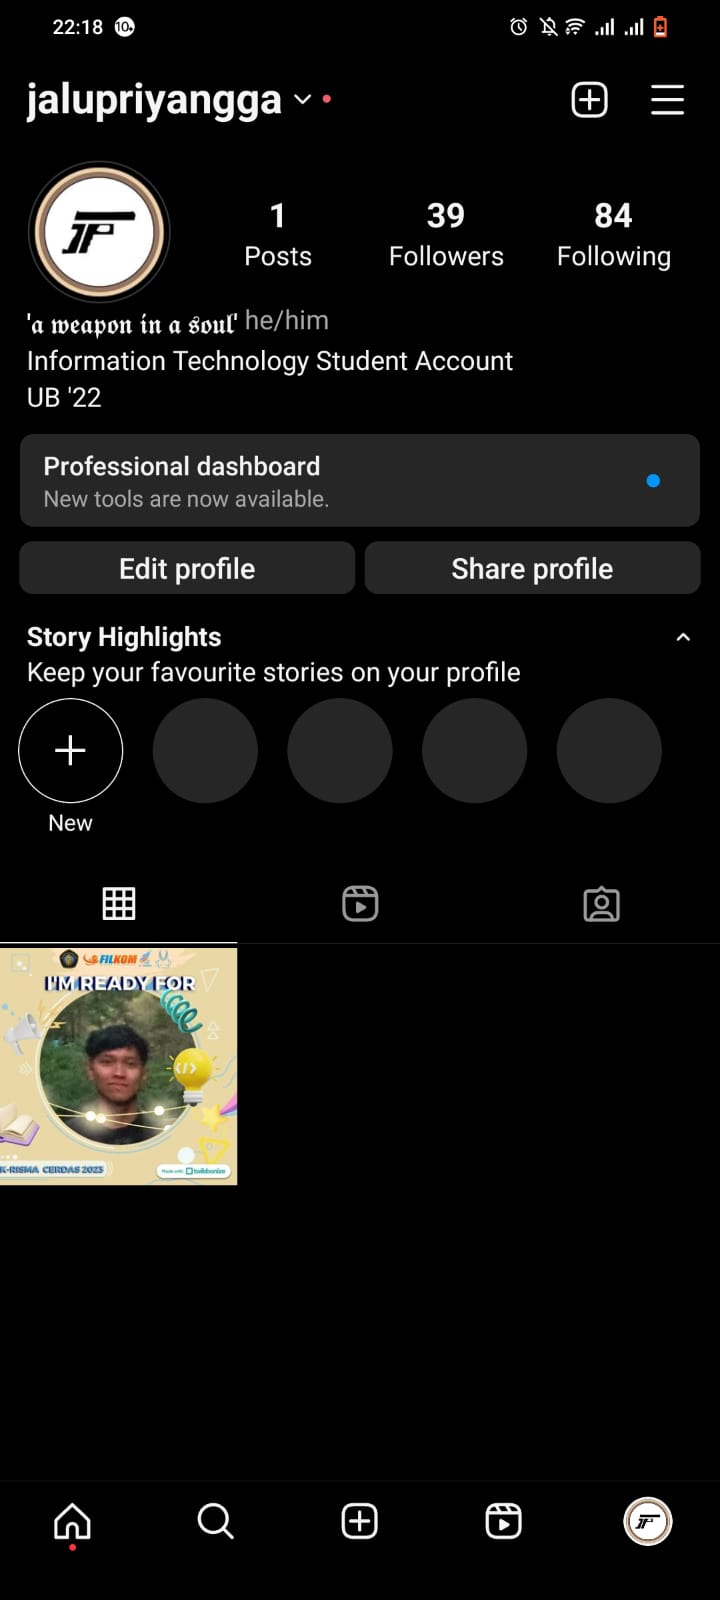 22:18 10+
jalupriyangga
JP
1 39 84
Posts Followers Following
'a weapon in a soul' he/him
Information Technology Student Account
UB '22
Professional dashboard
New tools are now available.
Edit profile Share profile
Story Highlights
Keep your favourite stories on your profile
New
FILKOM
I'M READY FOR
</>
K-RISMA CERDAS 2023
Made with twibbonize
JP